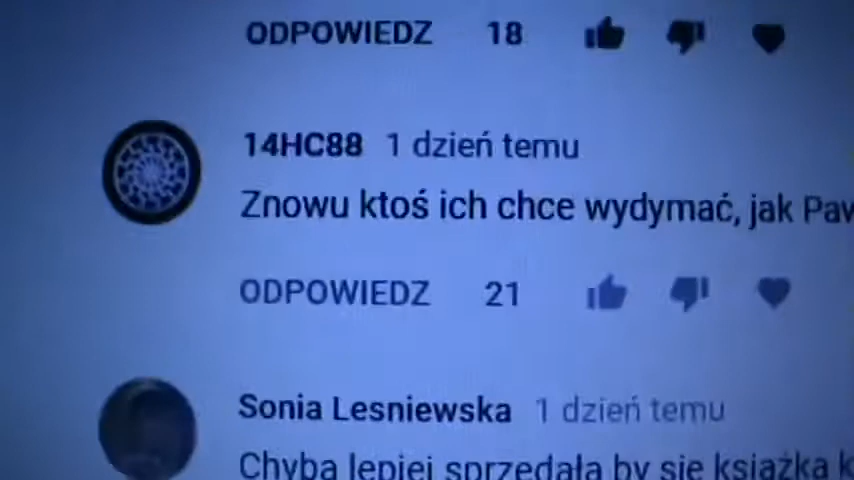 ODPOWIEDZ 18
14HC88 1 dzień temu
Znowu ktoś ich chce wydymać, jak
ODPOWIEDZ 21
Sonia Lesniewska 1 dzień temu
Chyba lepiej sprzedała by się książka